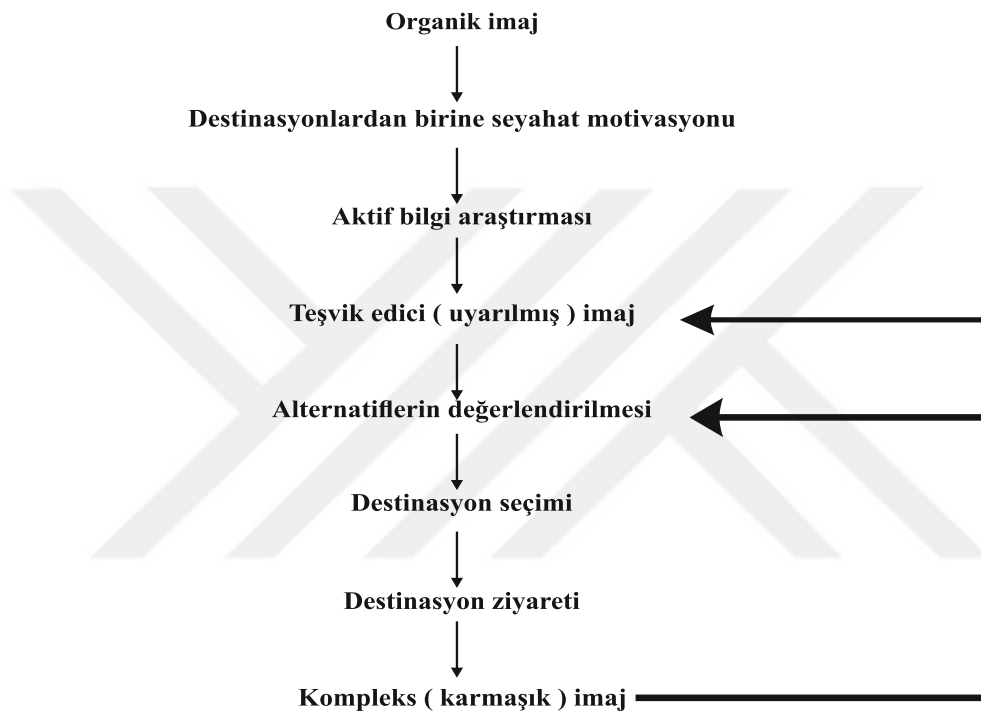 Organik imaj
Destinasyonlardan birine seyahat motivasyonu
Aktif bilgi araştırması
Teşvik edici ( uyarılmış ) imaj
Alternatiflerin değerlendirilmesi
Destinasyon seçimi
Destinasyon ziyareti
Kompleks ( karmaşık ) imaj